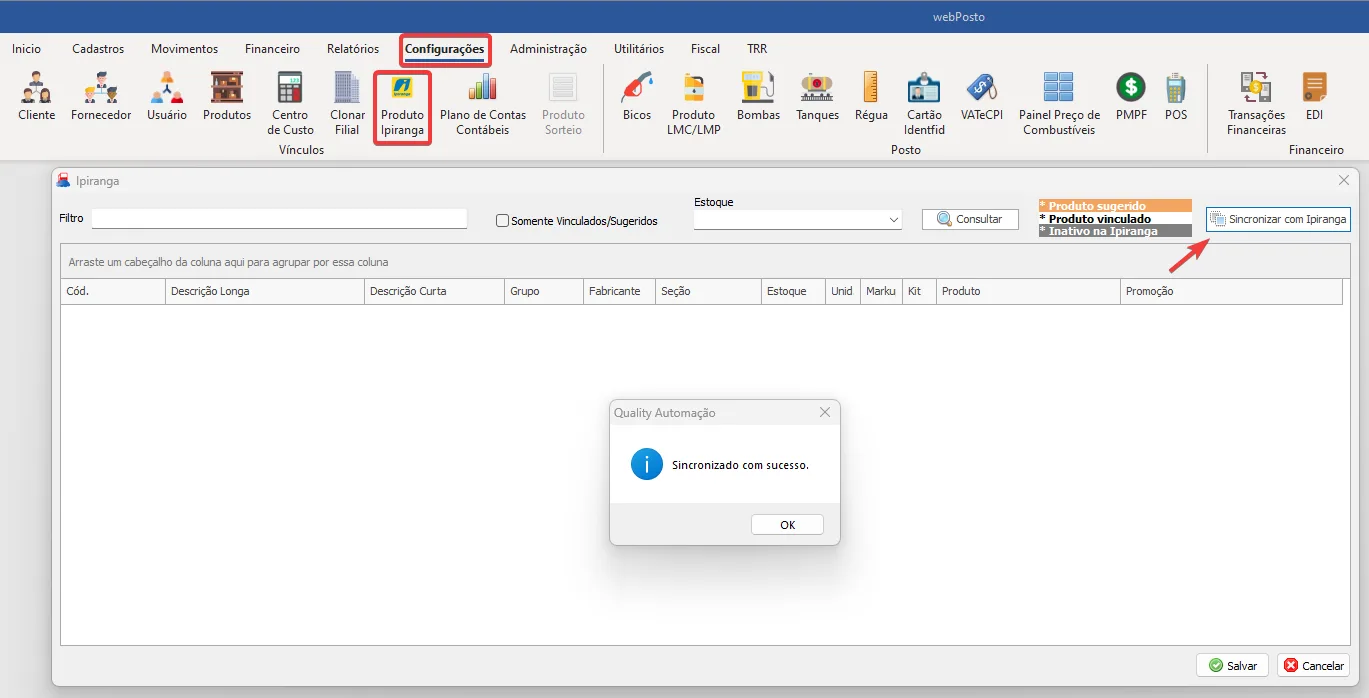 webPosto
Inicio Cadastros Movimentos Financeiro Relatórios Configurações Administração Utilitários Fiscal TRR
Cliente Fornecedor Usuário Produtos Centro de Custo Clonar Filial Produto Ipiranga Plano de Contas Contábeis Produto Sorteio Bicos Produto LMC/LMP Bombas Tanques Régua Cartão Identfid VATeCPI Painel Preço de Combustíveis PMPF POS Transações Financeiras EDI
Vínculos Posto Financeiro
Ipiranga
Estoque
Filtro Somente Vinculados/Sugeridos Consultar
* Produto sugerido
* Produto vinculado
* Inativo na Ipiranga
Sincronizar com Ipiranga
Arraste um cabeçalho da coluna aqui para agrupar por essa coluna
Cód. Descrição Longa Descrição Curta Grupo Fabricante Seção Estoque Unid Marku Kit Produto Promoção
Quality Automação
Sincronizado com sucesso.
OK
Salvar Cancelar